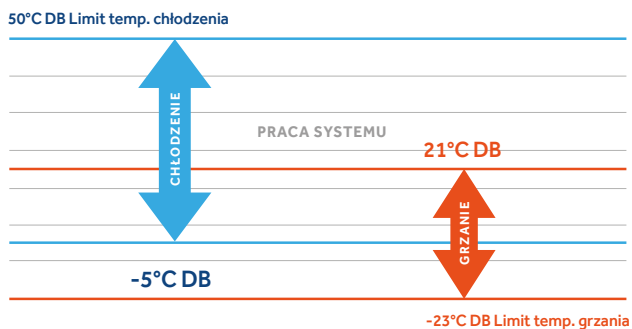 50°C DB Limit temp. chłodzenia
CHŁODZENIE
PRACA SYSTEMU
21°C DB
GRZANIE
-5°C DB
-23°C DB Limit temp. grzania